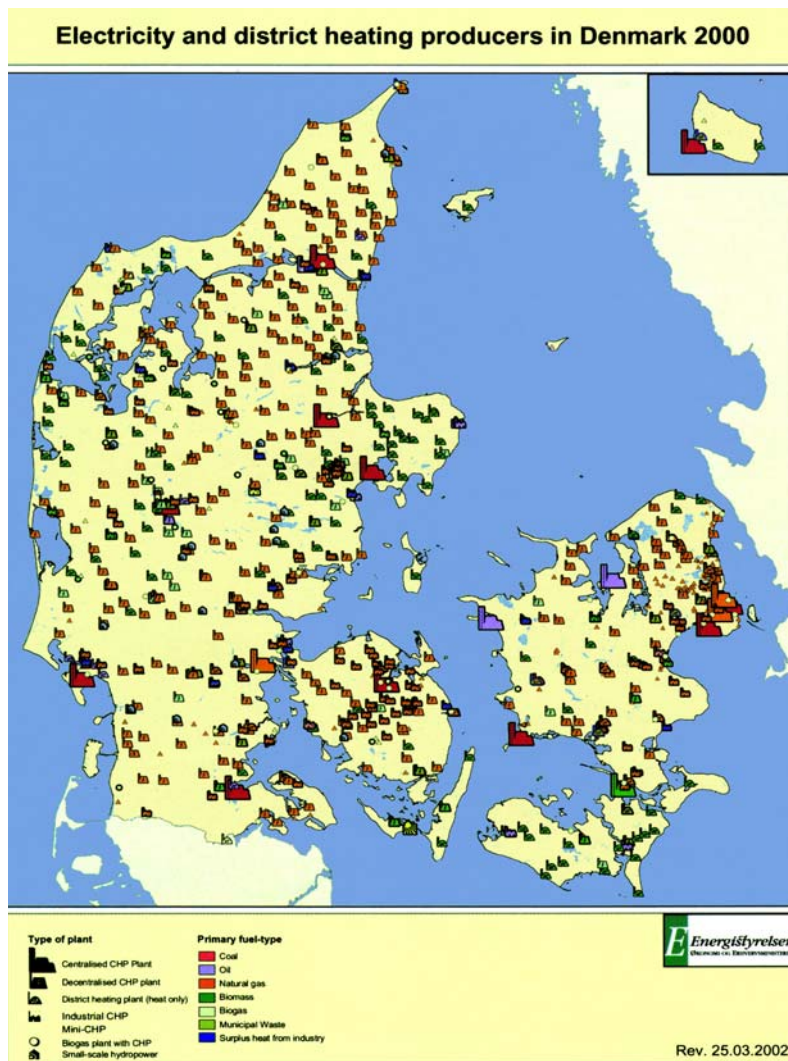 Electricity and district heating producers in Denmark 2000
Type of plant
Centralised CHP Plant
Decentralised CHP plant
District heating plant (heat only)
Industrial CHP
Mini-CHP
Biogas plant with CHP
Small-scale hydropower
Primary fuel-type
Coal
Oil
Natural gas
Biomass
Biogas
Municipal Waste
Surplus heat from industry
E Energistyrelsen
Rev. 25.03.2002